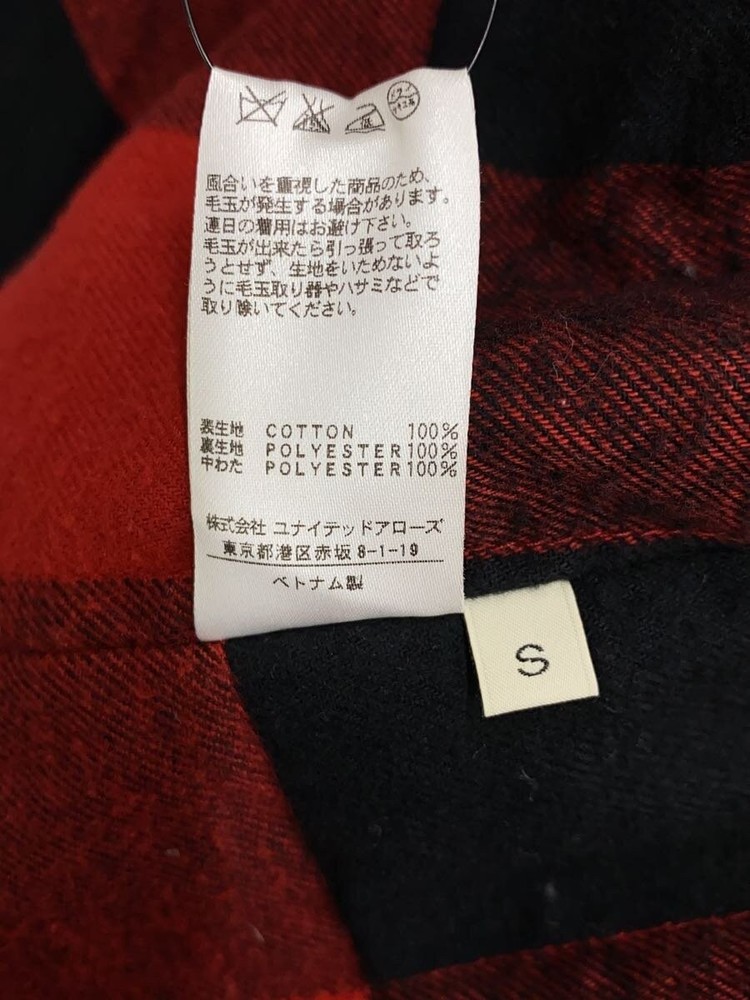 風合いを重視した商品のため、
毛玉が発生する場合があります。
連日の着用はお避け下さい。
毛玉が出来たら引っ張って取ろ
うとせず、生地をいためないよ
うに毛玉取り器やハサミなどで
取り除いてください。
表生地 COTTON 100%
裏生地 POLYESTER 100%
中わた POLYESTER 100%
株式会社 ユナイテッドアローズ
東京都港区赤坂 8-1-19
ベトナム製
S